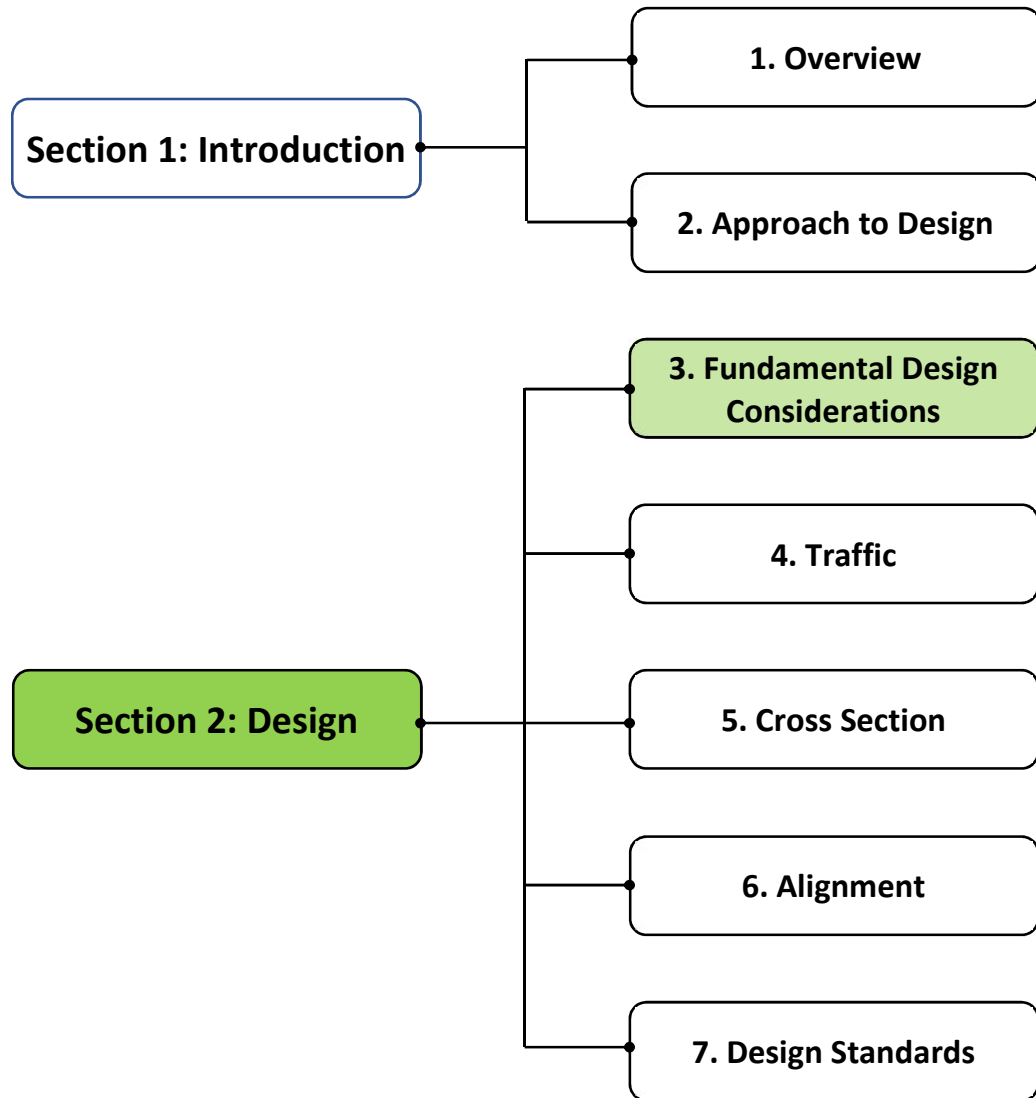 Section 1: Introduction
1. Overview
2. Approach to Design
Section 2: Design
3. Fundamental Design
Considerations
4. Traffic
5. Cross Section
6. Alignment
7. Design Standards